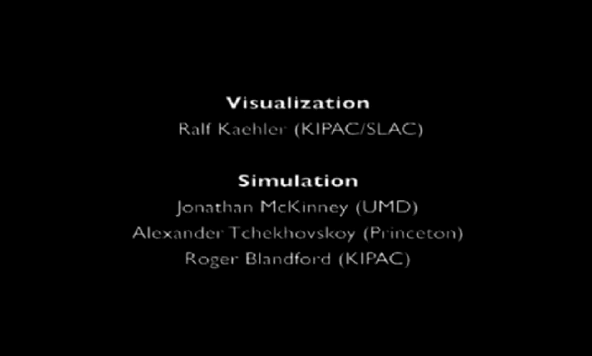 Visualization
Ralf Kaehler (KIPAC/SLAC)
Simulation
Jonathan McKinney (UMD)
Alexander Tchekhovskoy (Princeton)
Roger Blandford (KIPAC)